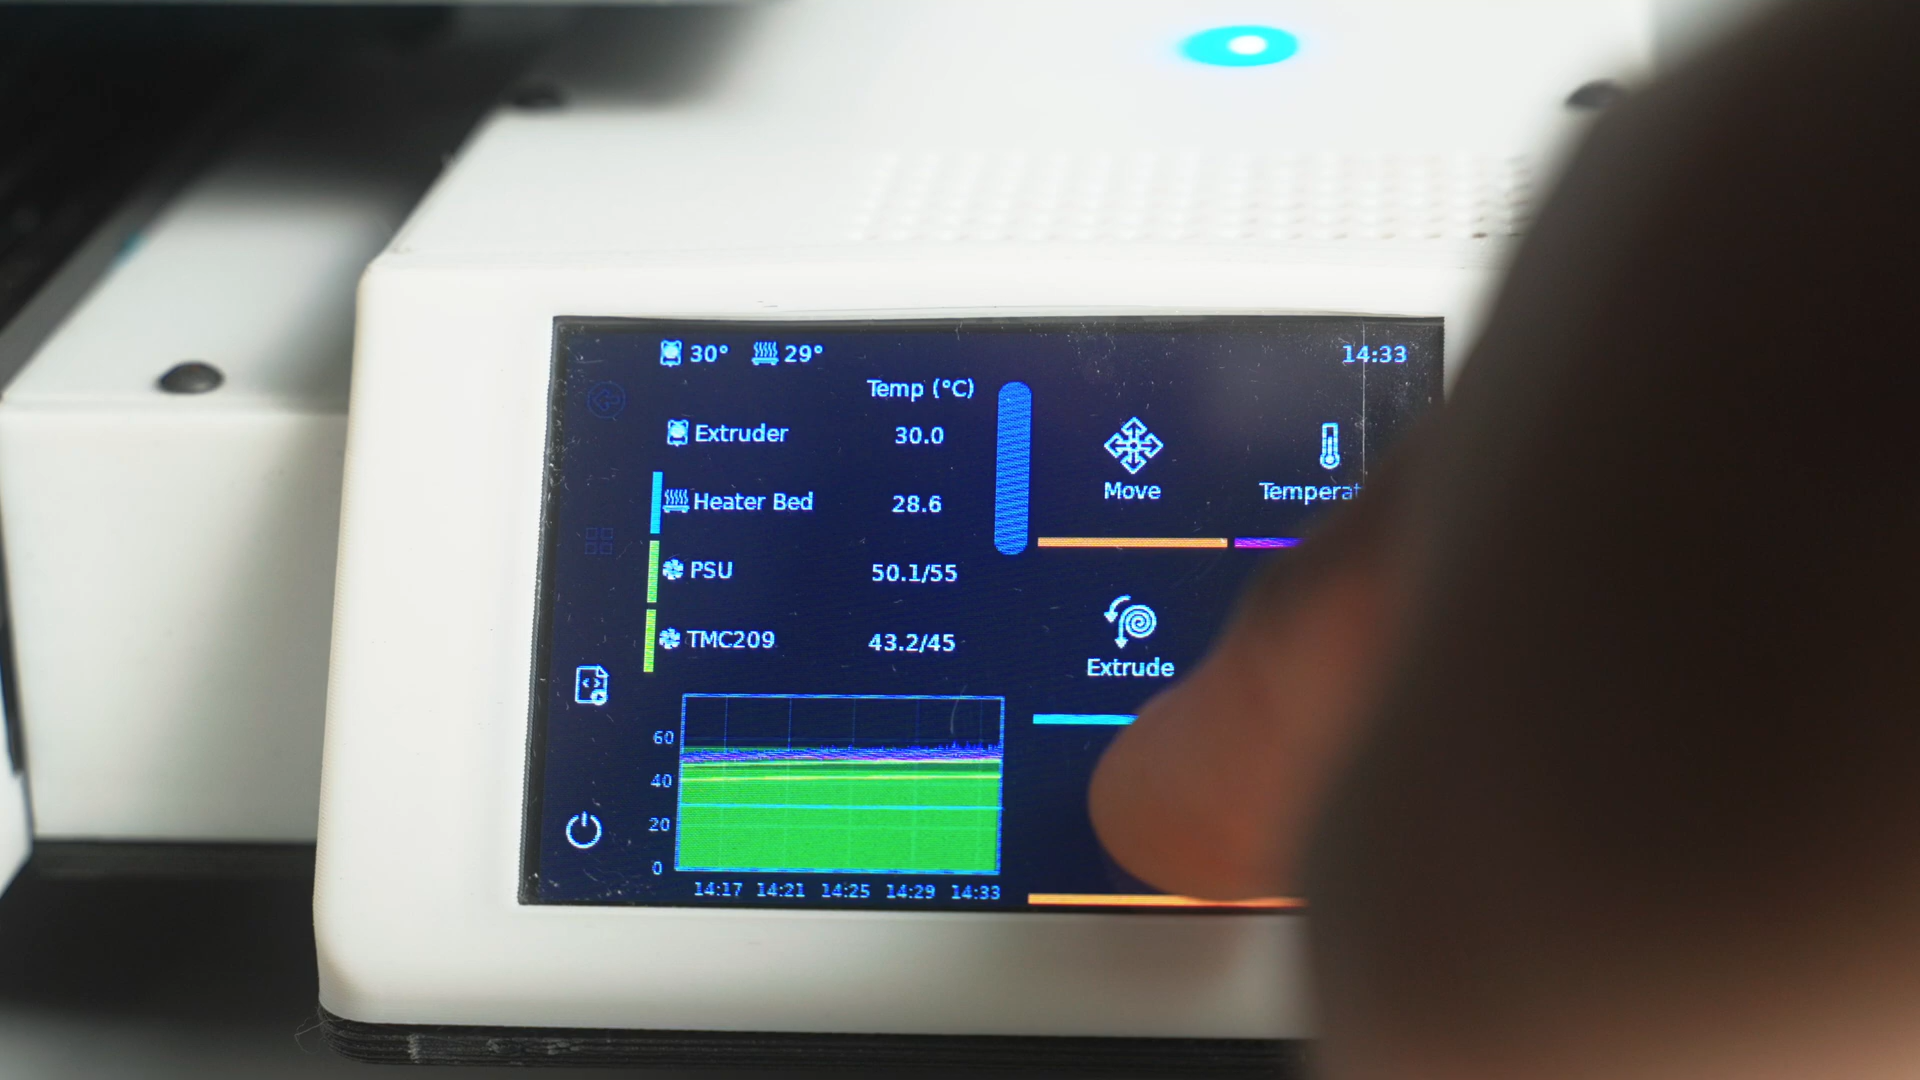 30° 29° 14:33
Temp (°C)
Extruder 30.0
Heater Bed 28.6
PSU 50.1/55
TMC209 43.2/45
Move
Temperat
Extrude
60
40
20
0
14:17 14:21 14:25 14:29 14:33